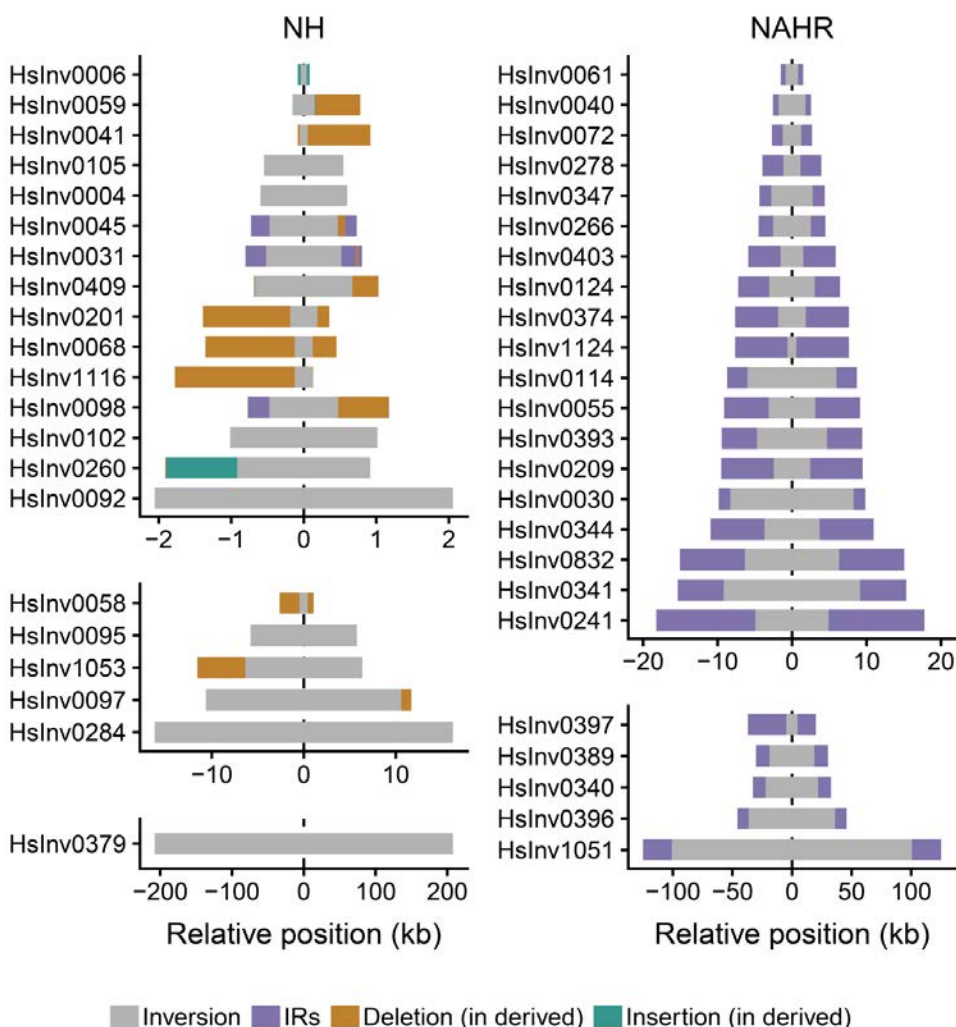 NH
HsInv0006
HsInv0059
HsInv0041
HsInv0105
HsInv0004
HsInv0045
HsInv0031
HsInv0409
HsInv0201
HsInv0068
HsInv1116
HsInv0098
HsInv0102
HsInv0260
HsInv0092
−2 −1 0 1 2
HsInv0058
HsInv0095
HsInv1053
HsInv0097
HsInv0284
−10 0 10
HsInv0379
−200 −100 0 100 200
Relative position (kb)
NAHR
HsInv0061
HsInv0040
HsInv0072
HsInv0278
HsInv0347
HsInv0266
HsInv0403
HsInv0124
HsInv0374
HsInv1124
HsInv0114
HsInv0055
HsInv0393
HsInv0209
HsInv0030
HsInv0344
HsInv0832
HsInv0341
HsInv0241
−20 −10 0 10 20
HsInv0397
HsInv0389
HsInv0340
HsInv0396
HsInv1051
−100 −50 0 50 100
Relative position (kb)
Inversion IRs Deletion (in derived) Insertion (in derived)